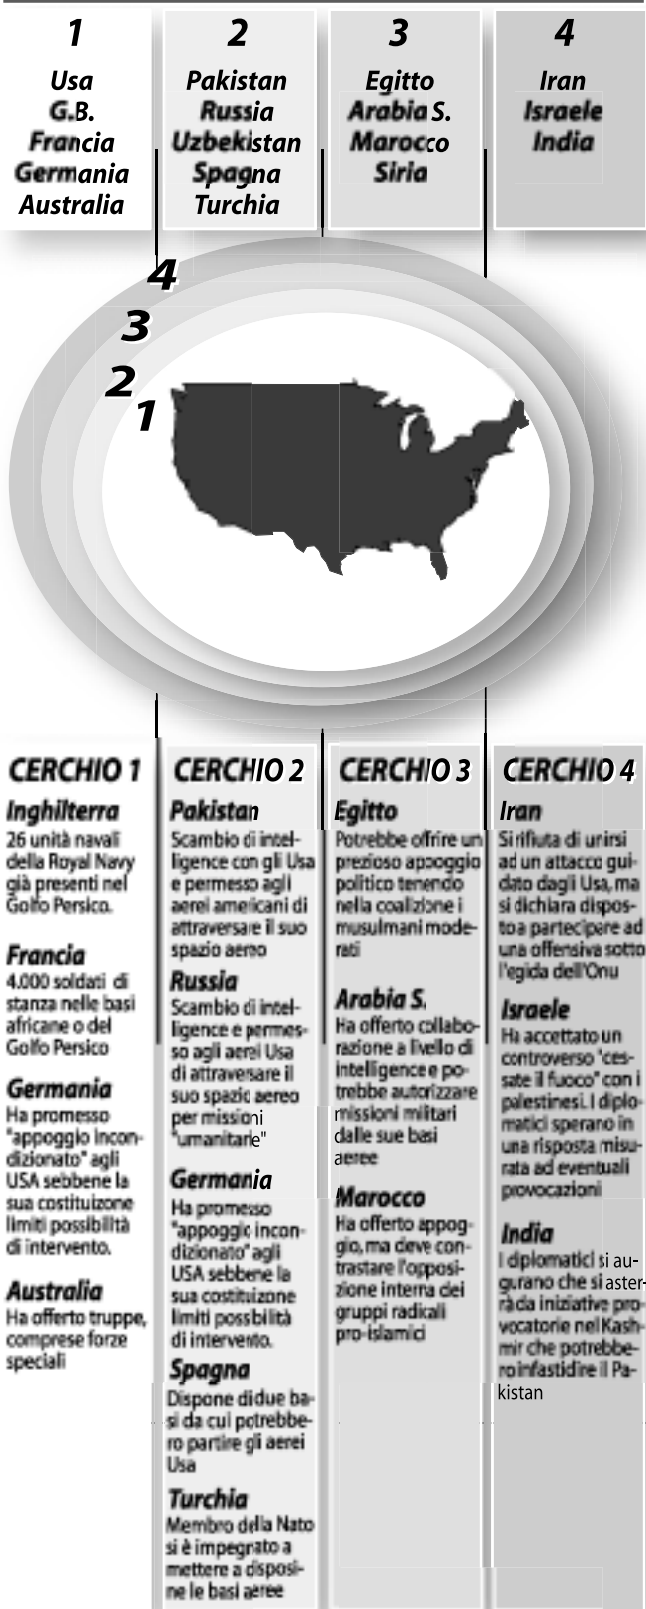 1
Usa
G.B.
Francia
Germania
Australia
2
Pakistan
Russia
Uzbekistan
Spagna
Turchia
3
Egitto
Arabia S.
Marocco
Siria
4
Iran
Israele
India
4
3
2
1
CERCHIO 1
Inghilterra
26 unità navali
della Royal Navy
già presenti nel
Golfo Persico.
Francia
4.000 soldati di
stanza nelle basi
africane o del
Golfo Persico
Germania
Ha promesso
"appoggio incon-
dizionato" agli
USA sebbene la
sua costituizone
limiti possibilità
di intervento.
Australia
Ha offerto truppe,
comprese forze
speciali
CERCHIO 2
Pakistan
Scambio di intel-
ligence con gli Usa
e permesso agli
aerei americani di
attraversare il suo
spazio aereo
Russia
Scambio di intel-
ligence e permes-
so agli aerei Usa
di attraversare il
suo spazio aereo
per missioni
"umanitarie"
Germania
Ha promesso
"appoggio incon-
dizionato" agli
USA sebbene la
sua costituizone
limiti possibilità
di intervento.
Spagna
Dispone di due ba-
si da cui potrebbe-
ro partire gli aerei
Usa
Turchia
Membro della Nato
si è impegnato a
mettere a disposi-
ne le basi aeree
CERCHIO 3
Egitto
Potrebbe offrire un
prezioso appoggio
politico tenendo
nella coalizione i
musulmani mode-
rati
Arabia S.
Ha offerto collabo-
razione a livello di
intelligence e po-
trebbe autorizzare
missioni militari
dalle sue basi
aeree
Marocco
Ha offerto appog-
gio, ma deve con-
trastare l'opposi-
zione interna dei
gruppi radikali
pro-islamici
CERCHIO 4
Iran
Si rifiuta di unirsi
ad un attacco gui-
dato dagli Usa, ma
si dichiara dispos-
to a partecipare ad
una offensiva sotto
l'egida dell'Onu
Israele
Ha accettato un
controverso "ces-
sate il fuoco" con i
palestinesi. I diplo-
matici sperano in
una risposta misu-
rata ad eventuali
provocazioni
India
I diplomatici si au-
gurano che si aster-
rà da iniziative pro-
vocatorie nel Kash-
mir che potrebbe-
ro infastidire il Pa-
kistan